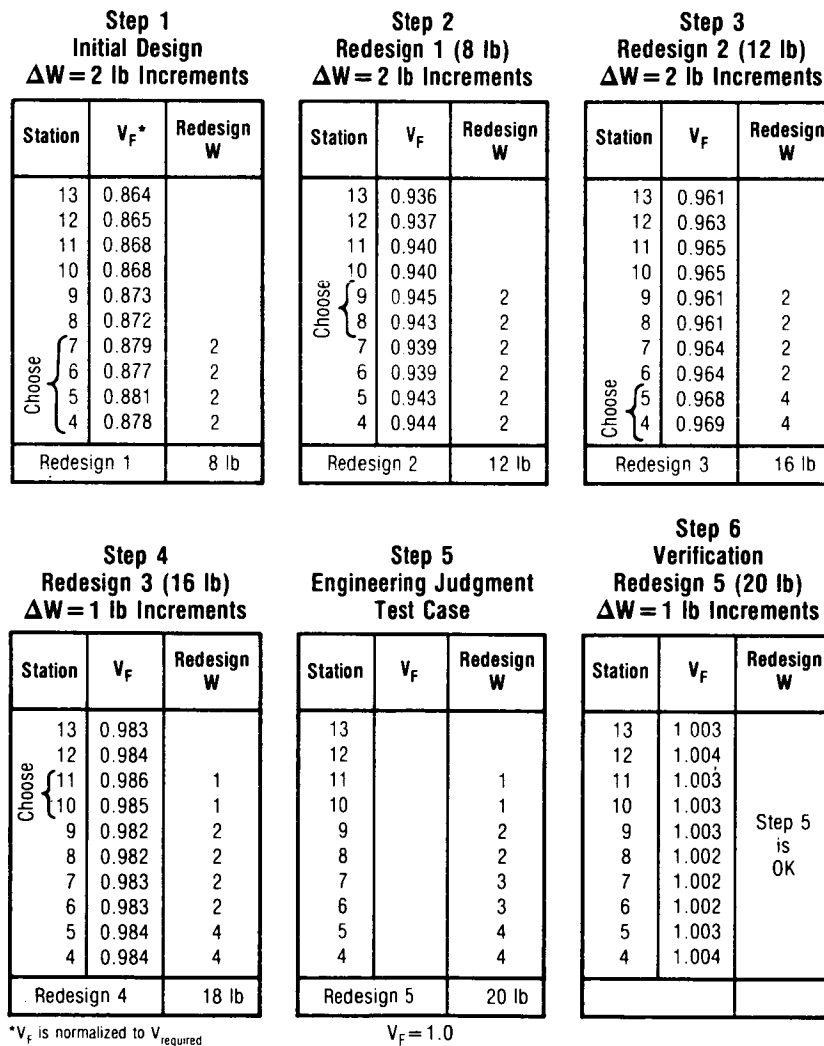 Step 1
Initial Design
ΔW = 2 lb Increments
Station V_F* Redesign W
13 0.864
12 0.865
11 0.868
10 0.868
9 0.873
8 0.872
Choose
7 0.879 2
6 0.877 2
5 0.881 2
4 0.878 2
Redesign 1 8 lb
Step 2
Redesign 1 (8 lb)
ΔW = 2 lb Increments
Station V_F Redesign W
13 0.936
12 0.937
11 0.940
10 0.940
Choose
9 0.945 2
8 0.943 2
7 0.939 2
6 0.939 2
5 0.943 2
4 0.944 2
Redesign 2 12 lb
Step 3
Redesign 2 (12 lb)
ΔW = 2 lb Increments
Station V_F Redesign W
13 0.961
12 0.963
11 0.965
10 0.965
9 0.961 2
8 0.961 2
7 0.964 2
6 0.964 2
Choose
5 0.968 4
4 0.969 4
Redesign 3 16 lb
Step 4
Redesign 3 (16 lb)
ΔW = 1 lb Increments
Station V_F Redesign W
13 0.983
12 0.984
Choose
11 0.986 1
10 0.985 1
9 0.982 2
8 0.982 2
7 0.983 2
6 0.983 2
5 0.984 4
4 0.984 4
Redesign 4 18 lb
*V_F is normalized to V_required
Step 5
Engineering Judgment
Test Case
Station V_F Redesign W
13
12
11 1
10 1
9 2
8 2
7 3
6 3
5 4
4 4
Redesign 5 20 lb
V_F = 1.0
Step 6
Verification
Redesign 5 (20 lb)
ΔW = 1 lb Increments
Station V_F Redesign W
13 1 003
12 1.004
11 1.003
10 1.003
9 1.003
8 1.002
7 1.002
6 1.002
5 1.003
4 1.004
Step 5
is
OK